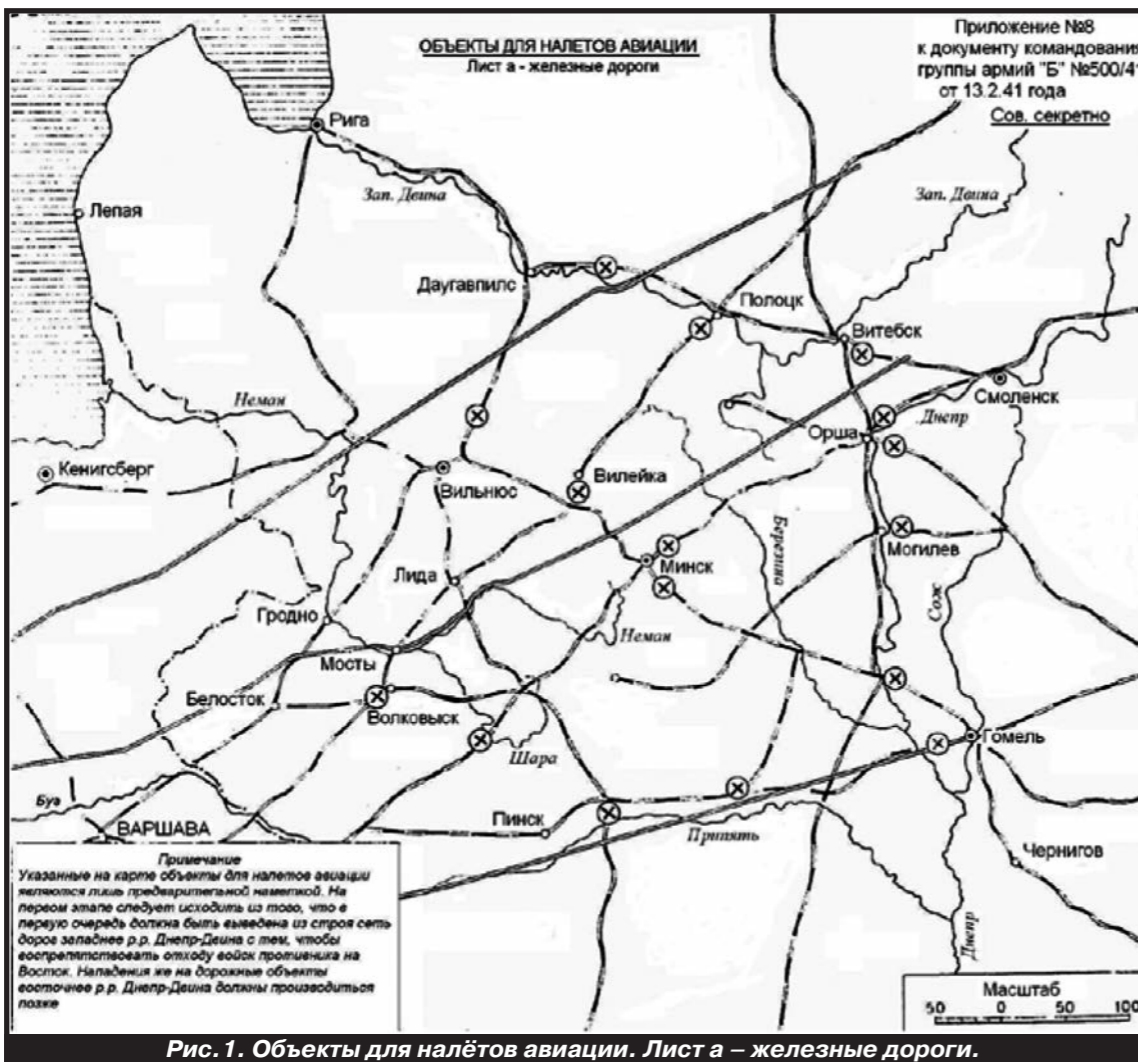 ОБЪЕКТЫ ДЛЯ НАЛЕТОВ АВИАЦИИ
Лист а - железные дороги
Приложение №8
к документу командования
группы армий "Б" №500/41
от 13.2.41 года
Сов. секретно
Рига
Зап. Двина
Зап. Двина
Лепая
Даугавпилс
Полоцк
Витебск
Неман
Смоленск
Днепр
Орша
Кенигсберг
Вильнюс
Вилейка
Березина
Могилев
Минск
Лида
Сож
Гродно
Неман
Мосты
Белосток
Волковыск
Гомель
Шара
Буг
ВАРШАВА
Пинск
Припять
Чернигов
Днепр
Примечание
Указанные на карте объекты для налетов авиации
являются лишь предварительной наметкой. На
первом этапе следует исходить из того, что в
первую очередь должна быть выведена из строя сеть
дорог западнее р.р. Днепр-Двина с тем, чтобы
воспрепятствовать отходу войск противника на
Восток. Нападения же на дорожные объекты
восточнее р.р. Днепр-Двина должны производиться
позже
Масштаб
50 0 50 100
Рис. 1. Объекты для налётов авиации. Лист а – железные дороги.